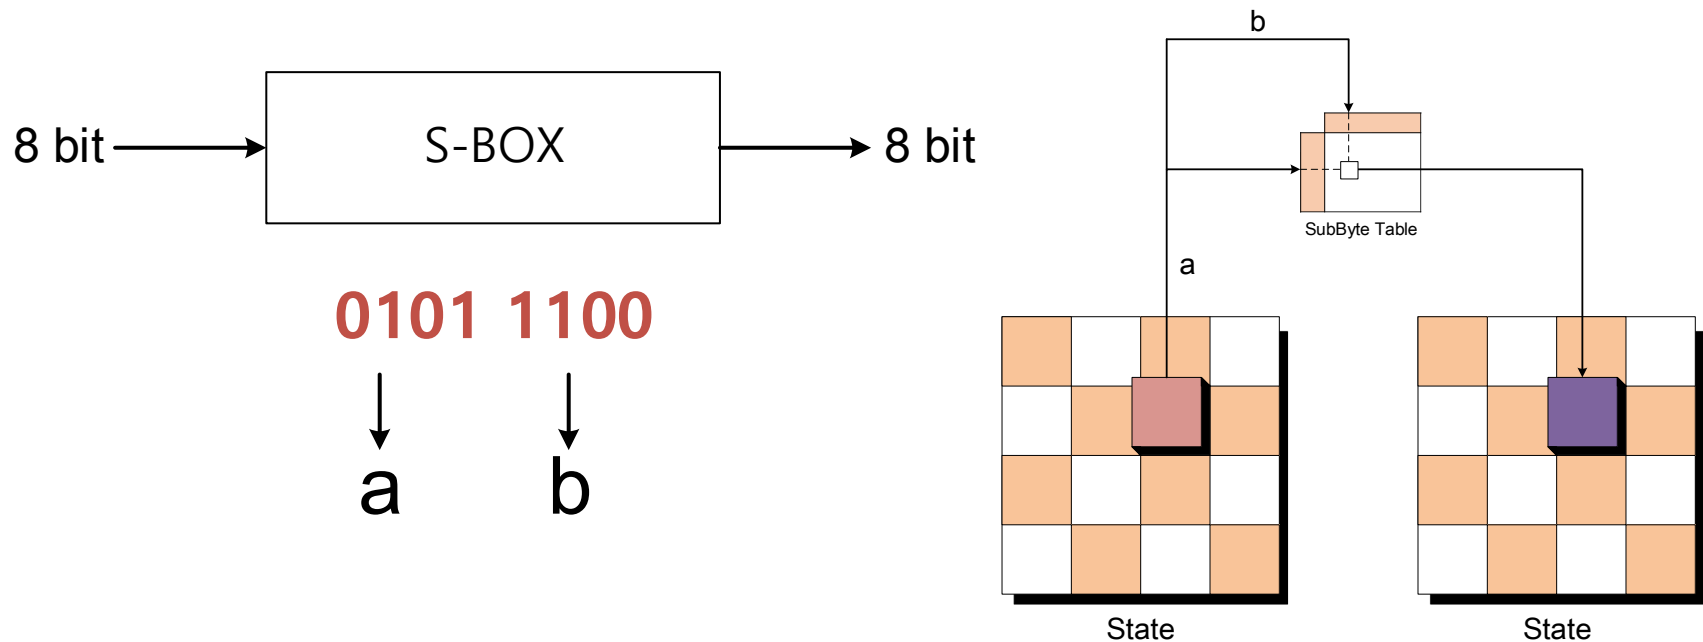 8 bit
S-BOX
8 bit
0101 1100
a
b
b
SubByte Table
a
State
State